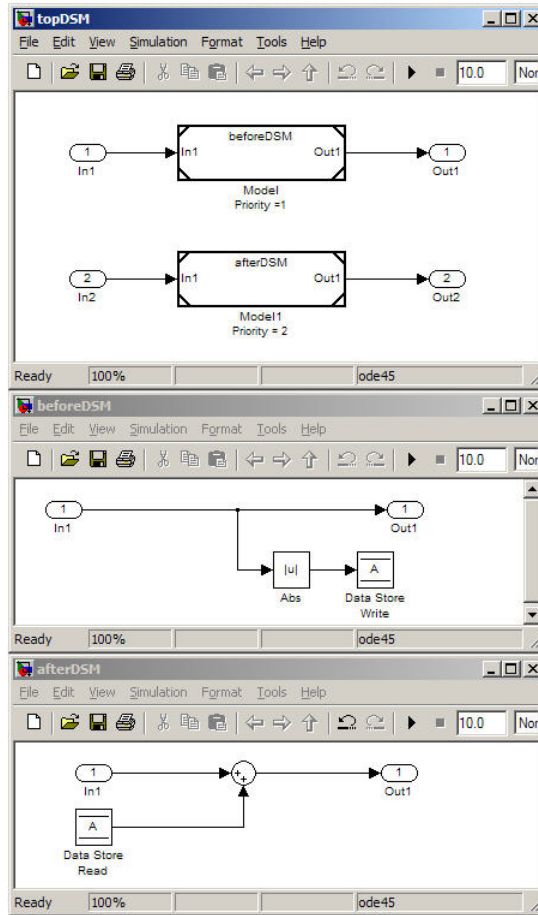 topDSM
File Edit View Simulation Format Tools Help
10.0 Nor
1 beforeDSM 1
In1 Out1
In1 Out1
Model
Priority =1
2 afterDSM 2
In1 Out1
In2 Out2
Model1
Priority = 2
Ready 100% ode45
beforeDSM
File Edit View Simulation Format Tools Help
10.0 Nor
1 1
In1 Out1
|u| A
Abs Data Store
Write
Ready 100% ode45
afterDSM
File Edit View Simulation Format Tools Help
10.0 Nor
1 + + 1
In1 Out1
A
Data Store
Read
Ready 100% ode45